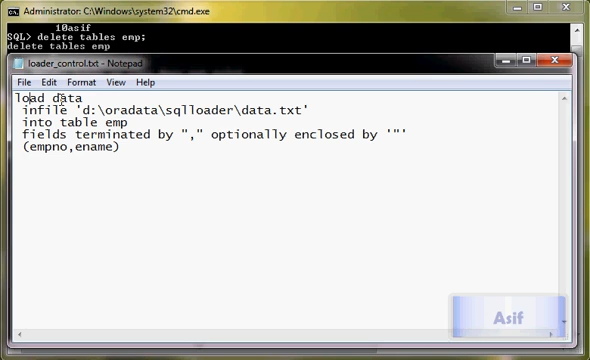 Administrator: C:\Windows\system32\cmd.exe
10asif
SQL> delete tables emp;
delete tables emp
loader_control.txt - Notepad
File Edit Format View Help
load data
infile 'd:\oradata\sqlloader\data.txt'
into table emp
fields terminated by "," optionally enclosed by '"'
(empno,ename)
Asif